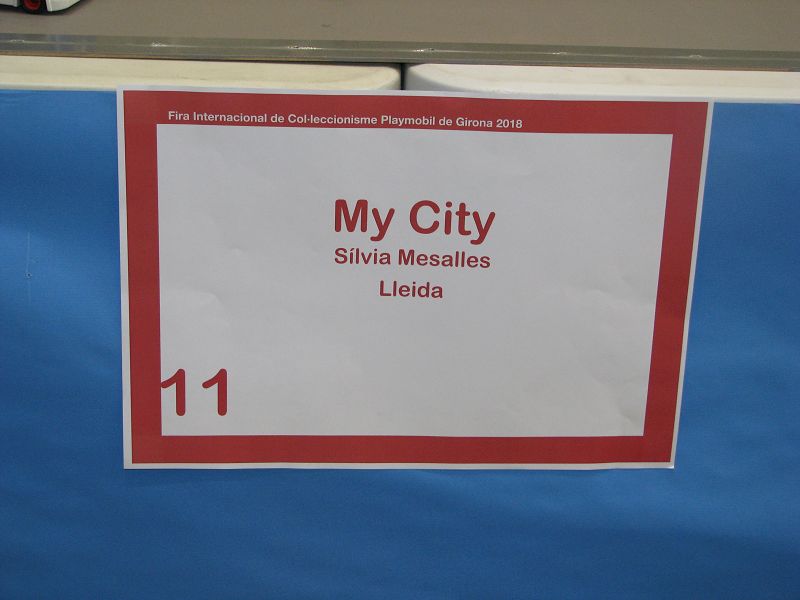 Fira Internacional de Col·leccionisme Playmobil de Girona 2018
My City
Sílvia Mesalles
Lleida
11